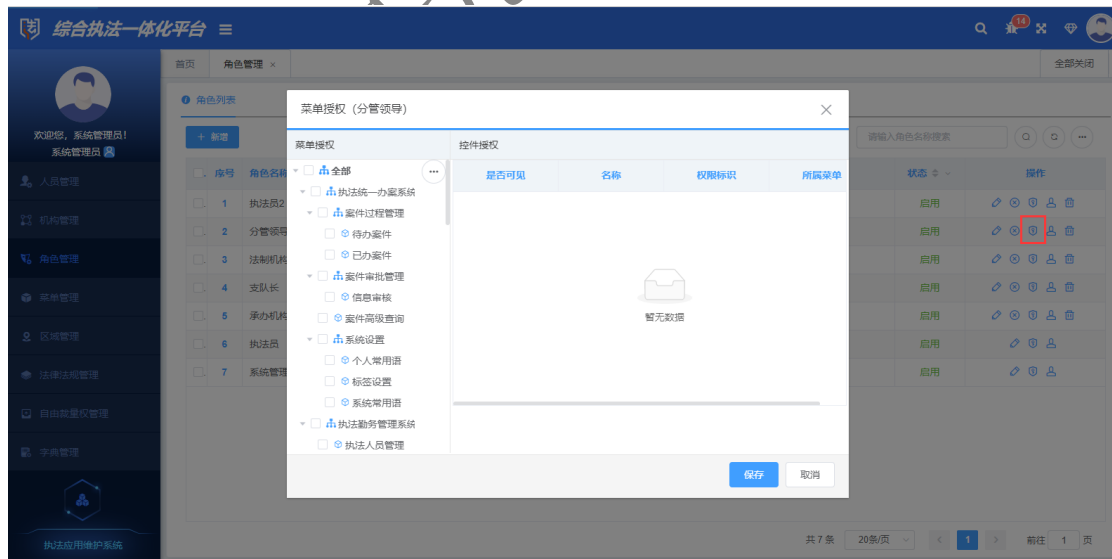 综合执法一体化平台
14
首页 角色管理 × 全部关闭
欢迎您，系统管理员！
系统管理员
人员管理
机构管理
角色管理
菜单管理
区域管理
法律法规管理
自由裁量权管理
字典管理
执法应用维护系统
角色列表
+ 新增 请输入角色名称搜索
序号 角色名称 状态 操作
1 执法员2 启用
2 分管领导 启用
3 法制机构 启用
4 支队长 启用
5 承办机构 启用
6 执法员 启用
7 系统管理 启用
菜单授权（分管领导）
菜单授权 控件授权
全部
执法统一办案系统
案件过程管理
待办案件
已办案件
案件审批管理
信息审核
案件高级查询
系统设置
个人常用语
标签设置
系统常用语
执法勤务管理系统
执法人员管理
是否可见 名称 权限标识 所属菜单
暂无数据
保存 取消
共 7 条 20条/页 1 前往 1 页